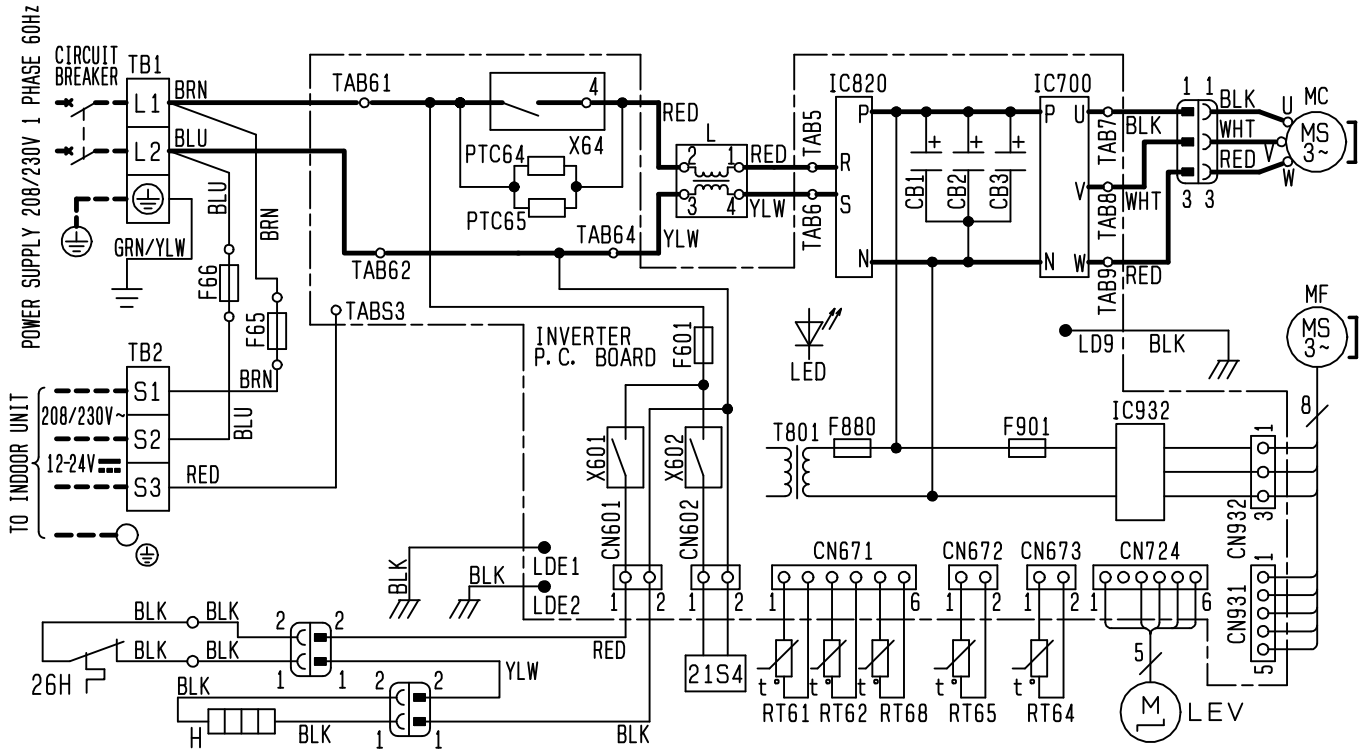 POWER SUPPLY 208/230V 1 PHASE 60Hz
CIRCUIT
BREAKER
TB1
L1
L2
BRN
BLU
GRN/YLW
BLU
BRN
F66
F65
TB2
S1
S2
S3
208/230V~
12-24V
TO INDOOR UNIT
BRN
BLU
RED
TAB61
TAB62
TABS3
4
X64
PTC64
PTC65
TAB64
RED
YLW
L
2 1
3 4
RED
YLW
TAB5
TAB6
IC820
P
R
S
N
CB1
+
CB2
+
CB3
+
IC700
P
N
U
V
W
TAB7
TAB8
TAB9
BLK
WHT
RED
1 1
3 3
BLK
WHT
RED
U
V
W
MC
MS
3~
MF
MS
3~
8
INVERTER
P.C. BOARD
F601
LED
LD9
BLK
X601
X602
CN601
CN602
1 2
1 2
T801
F880
F901
IC932
CN932
1
3
CN931
1
5
LDE1
LDE2
BLK
BLK
CN671
1 6
CN672
1 2
CN673
1 2
CN724
1 6
t°
t°
t°
t°
t°
RT61
RT62
RT68
RT65
RT64
5
M
LEV
21S4
BLK
BLK
BLK
BLK
26H
2 2
1 1
RED
YLW
BLK
H
BLK
2 2
1 1
BLK